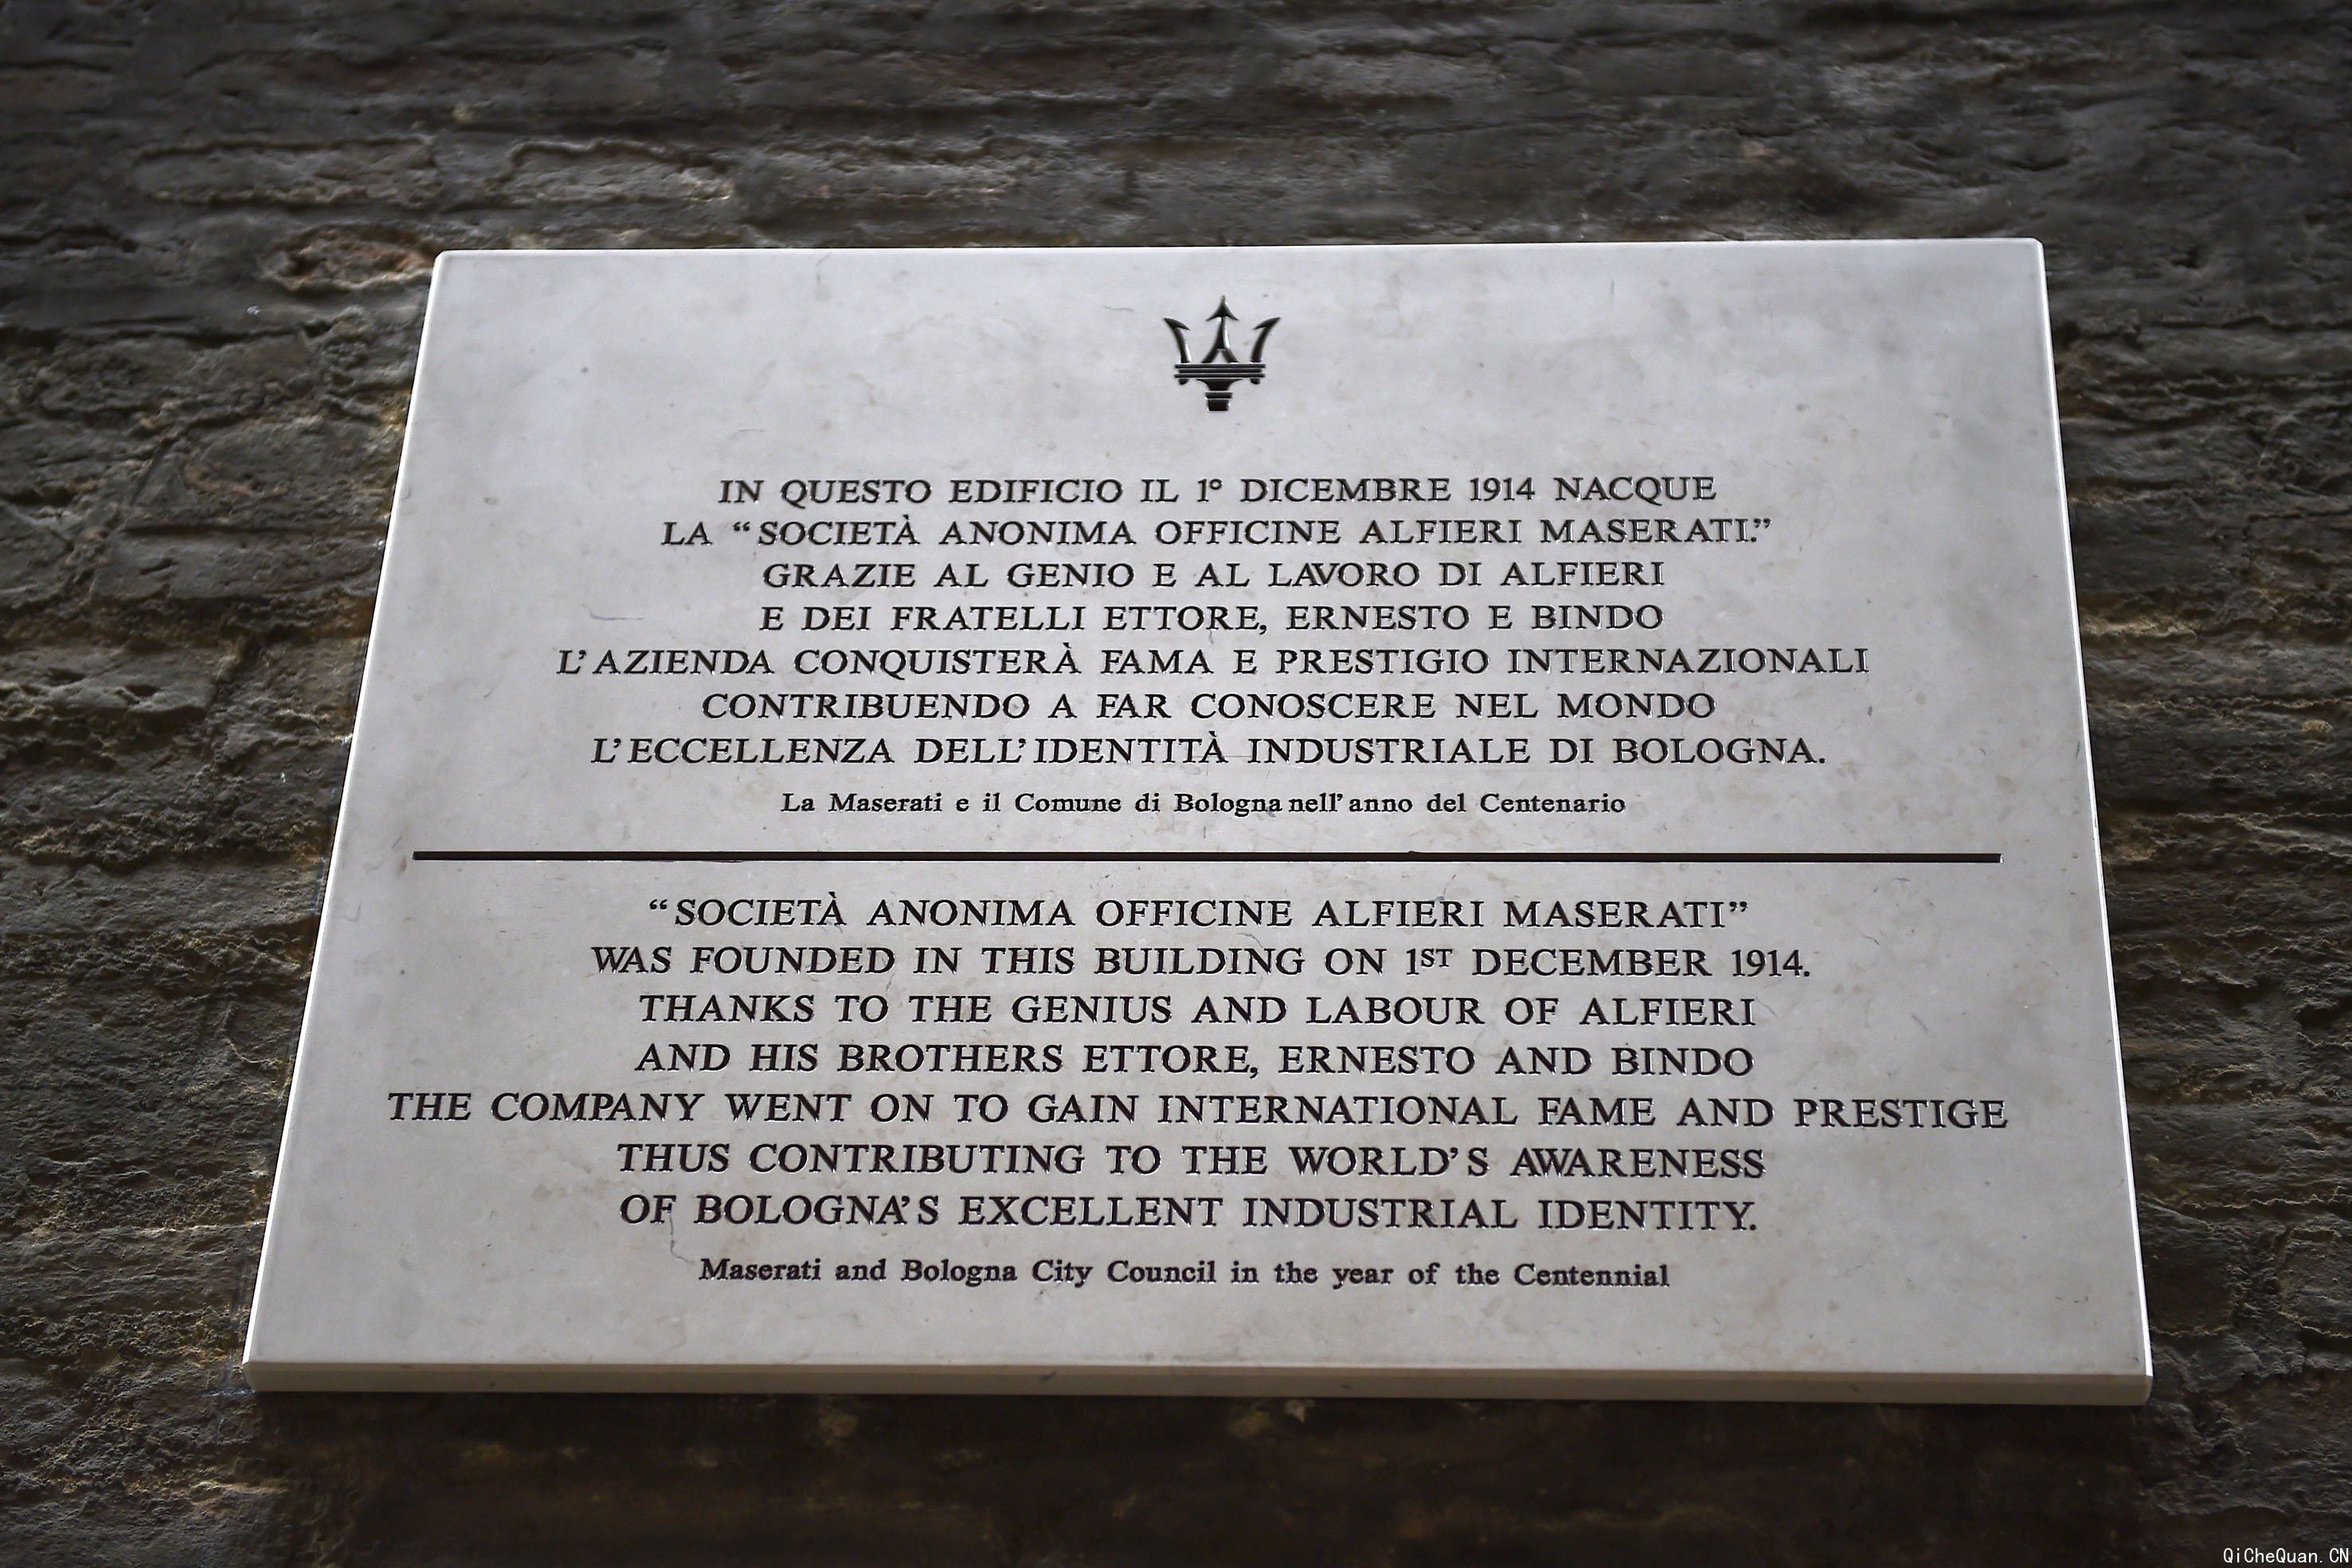 IN QUESTO EDIFICIO IL 1° DICEMBRE 1914 NACQUE
LA “SOCIETÀ ANONIMA OFFICINE ALFIERI MASERATI.”
GRAZIE AL GENIO E AL LAVORO DI ALFIERI
E DEI FRATELLI ETTORE, ERNESTO E BINDO
L’AZIENDA CONQUISTERÀ FAMA E PRESTIGIO INTERNAZIONALI
CONTRIBUENDO A FAR CONOSCERE NEL MONDO
L’ECCELLENZA DELL’IDENTITÀ INDUSTRIALE DI BOLOGNA.
La Maserati e il Comune di Bologna nell’anno del Centenario
“SOCIETÀ ANONIMA OFFICINE ALFIERI MASERATI”
WAS FOUNDED IN THIS BUILDING ON 1ST DECEMBER 1914.
THANKS TO THE GENIUS AND LABOUR OF ALFIERI
AND HIS BROTHERS ETTORE, ERNESTO AND BINDO
THE COMPANY WENT ON TO GAIN INTERNATIONAL FAME AND PRESTIGE
THUS CONTRIBUTING TO THE WORLD’S AWARENESS
OF BOLOGNA’S EXCELLENT INDUSTRIAL IDENTITY.
Maserati and Bologna City Council in the year of the Centennial
QiCheQuan.CN